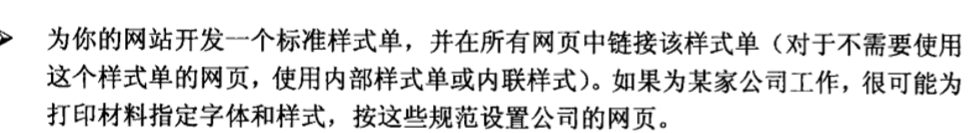 为你的网站开发一个标准样式单，并在所有网页中链接该样式单（对于不需要使用
这个样式单的网页，使用内部样式单或内联样式）。如果为某家公司工作，很可能为
打印材料指定字体和样式，按这些规范设置公司的网页。